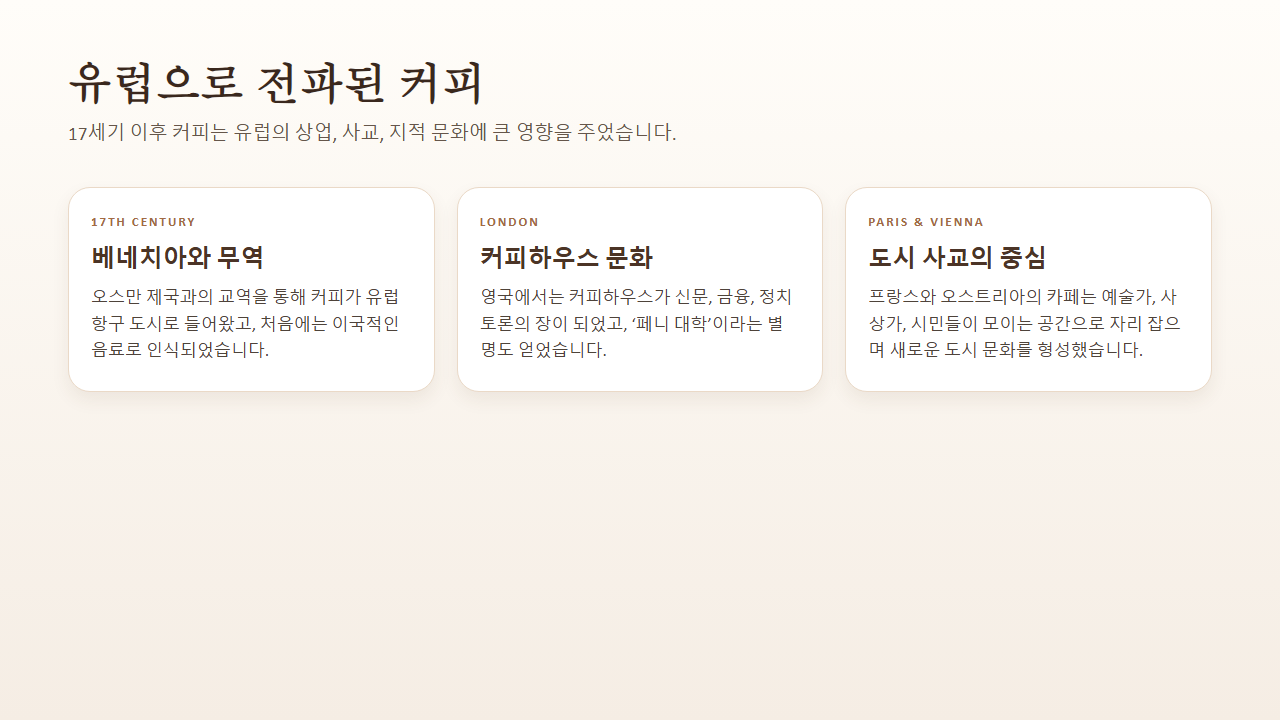 유럽으로 전파된 커피
17세기 이후 커피는 유럽의 상업, 사교, 지적 문화에 큰 영향을 주었습니다.
17TH CENTURY
베네치아와 무역
오스만 제국과의 교역을 통해 커피가 유럽
항구 도시로 들어왔고, 처음에는 이국적인
음료로 인식되었습니다.
LONDON
커피하우스 문화
영국에서는 커피하우스가 신문, 금융, 정치
토론의 장이 되었고, ‘페니 대학’이라는 별
명도 얻었습니다.
PARIS & VIENNA
도시 사교의 중심
프랑스와 오스트리아의 카페는 예술가, 사
상가, 시민들이 모이는 공간으로 자리 잡으
며 새로운 도시 문화를 형성했습니다.